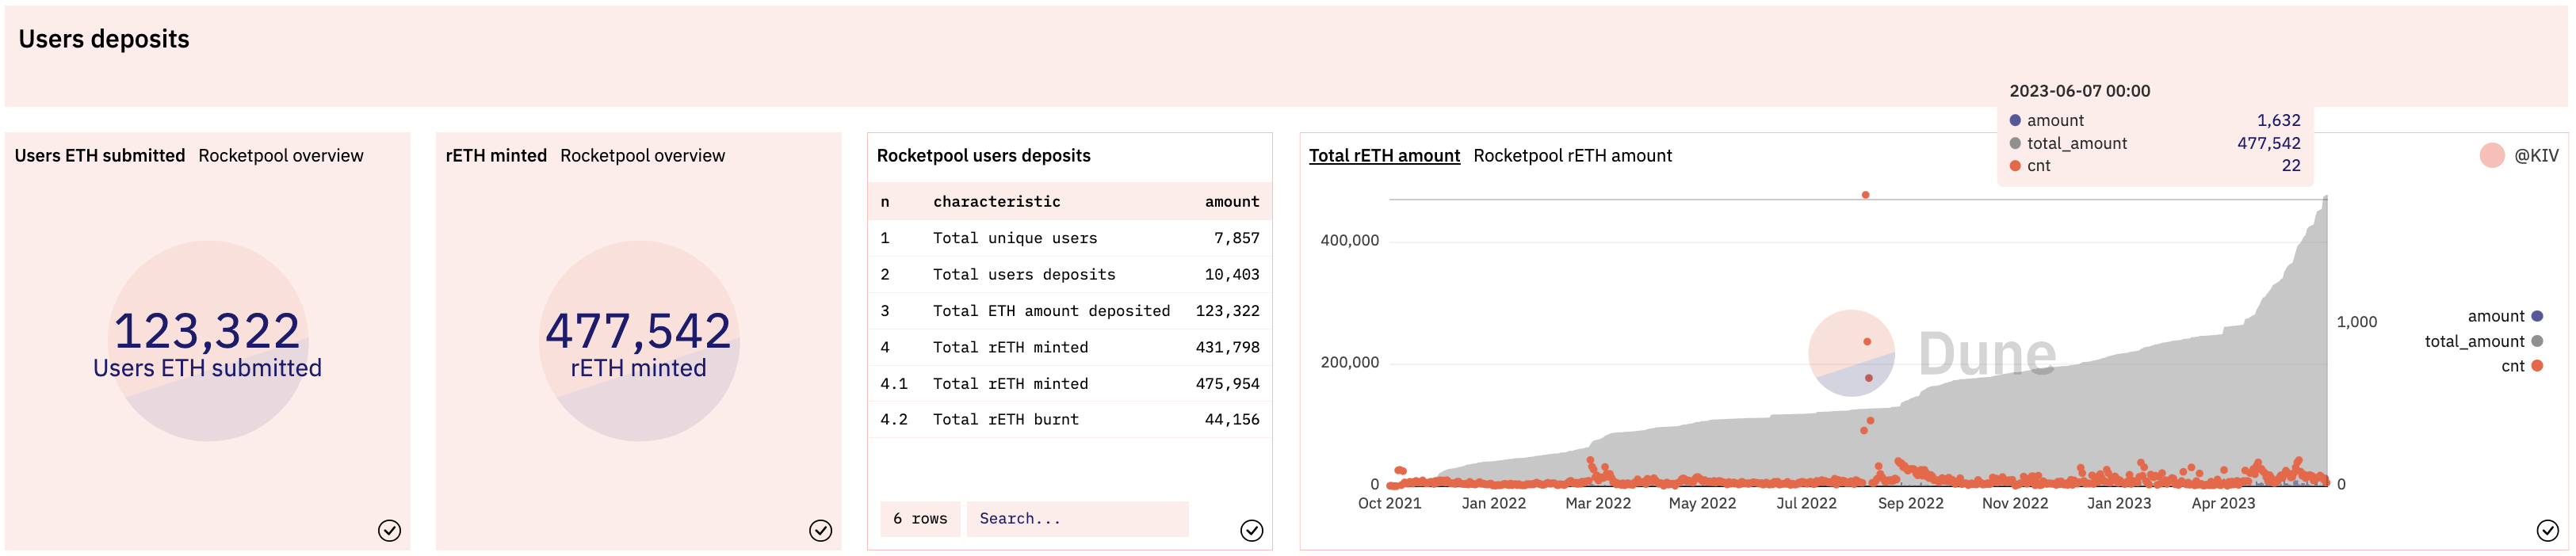 Users deposits
Users ETH submitted Rocketpool overview
123,322
Users ETH submitted
rETH minted Rocketpool overview
477,542
rETH minted
Rocketpool users deposits
n characteristic amount
1 Total unique users 7,857
2 Total users deposits 10,403
3 Total ETH amount deposited 123,322
4 Total rETH minted 431,798
4.1 Total rETH minted 475,954
4.2 Total rETH burnt 44,156
6 rows Search...
Total rETH amount Rocketpool rETH amount
@KIV
2023-06-07 00:00
amount 1,632
total_amount 477,542
cnt 22
400,000
200,000
0
1,000
0
Dune
amount
total_amount
cnt
Oct 2021 Jan 2022 Mar 2022 May 2022 Jul 2022 Sep 2022 Nov 2022 Jan 2023 Apr 2023